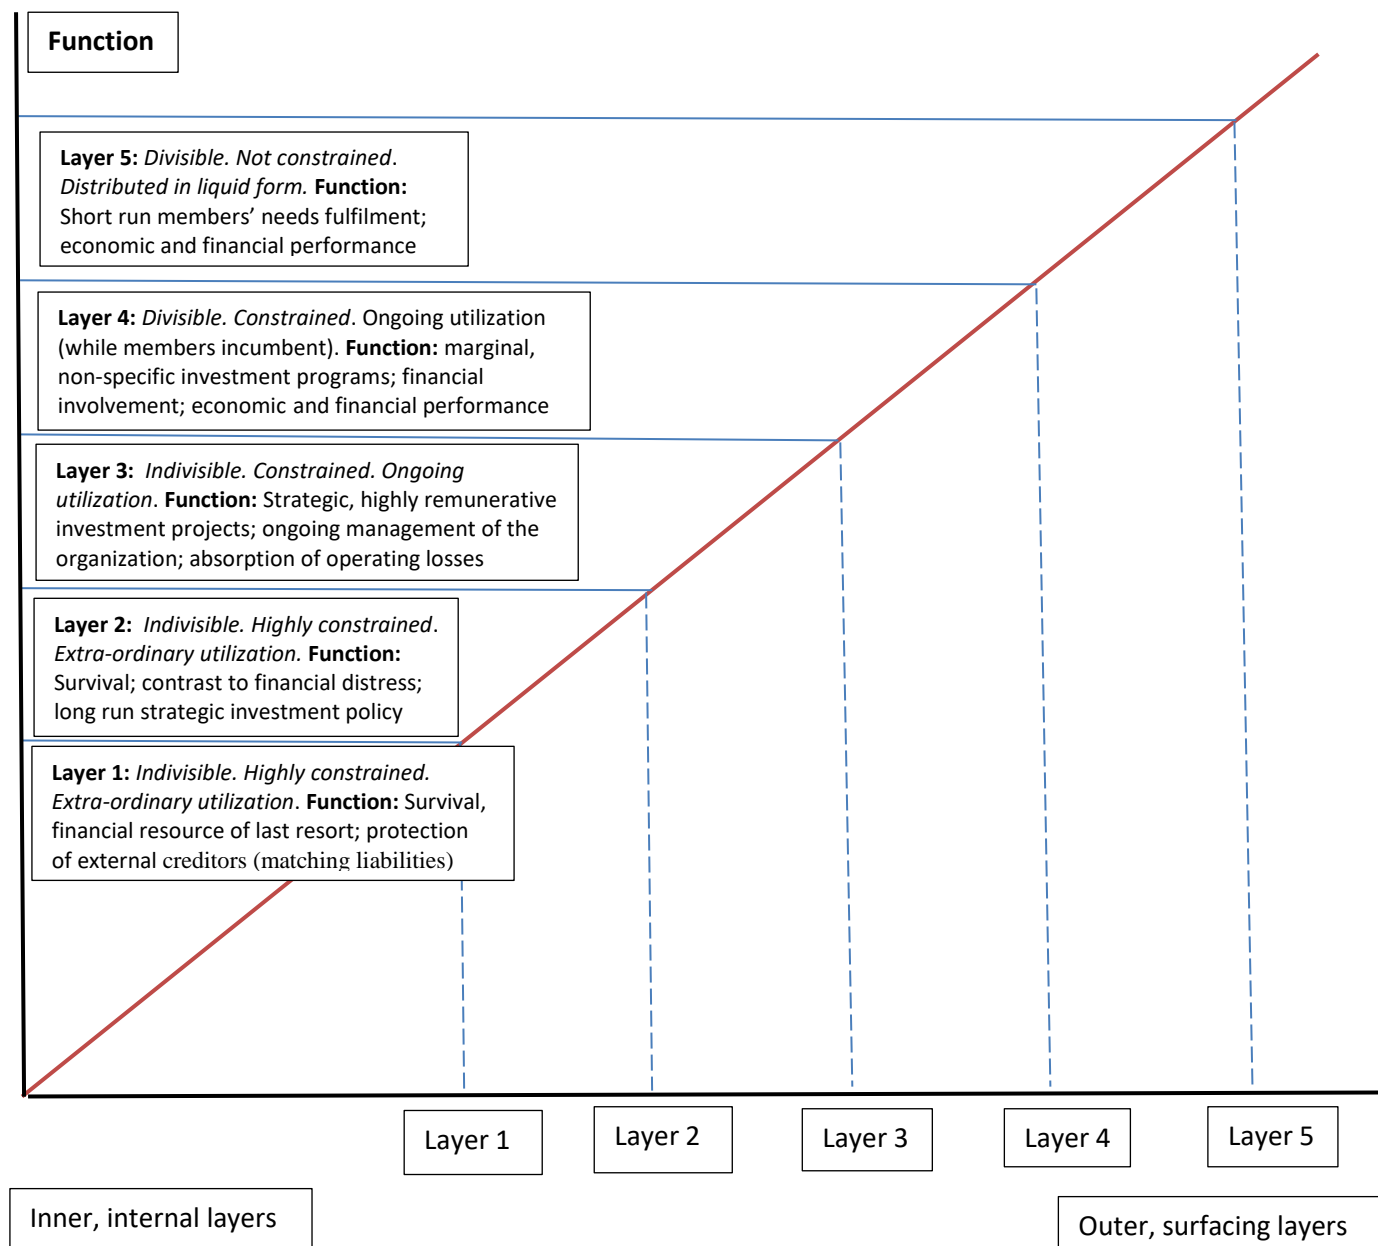 Function
Layer 5: Divisible. Not constrained.
Distributed in liquid form. Function:
Short run members’ needs fulfilment;
economic and financial performance
Layer 4: Divisible. Constrained. Ongoing utilization
(while members incumbent). Function: marginal,
non-specific investment programs; financial
involvement; economic and financial performance
Layer 3: Indivisible. Constrained. Ongoing
utilization. Function: Strategic, highly remunerative
investment projects; ongoing management of the
organization; absorption of operating losses
Layer 2: Indivisible. Highly constrained.
Extra-ordinary utilization. Function:
Survival; contrast to financial distress;
long run strategic investment policy
Layer 1: Indivisible. Highly constrained.
Extra-ordinary utilization. Function: Survival,
financial resource of last resort; protection
of external creditors (matching liabilities)
Layer 1
Layer 2
Layer 3
Layer 4
Layer 5
Inner, internal layers
Outer, surfacing layers